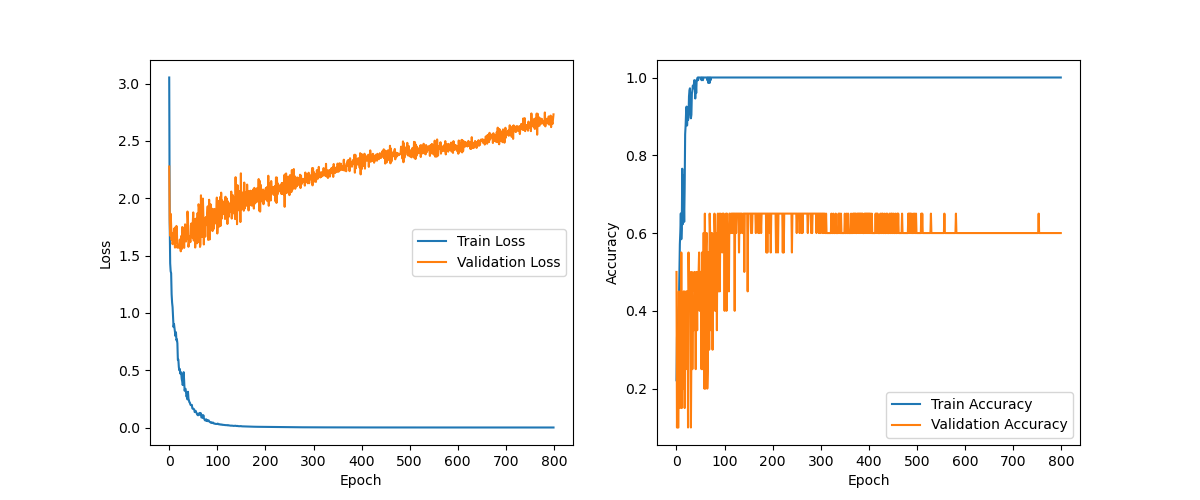 3.0
2.5
2.0
1.5
1.0
0.5
0.0
Loss
0 100 200 300 400 500 600 700 800
Epoch
Train Loss
Validation Loss
1.0
0.8
0.6
0.4
0.2
Accuracy
0 100 200 300 400 500 600 700 800
Epoch
Train Accuracy
Validation Accuracy